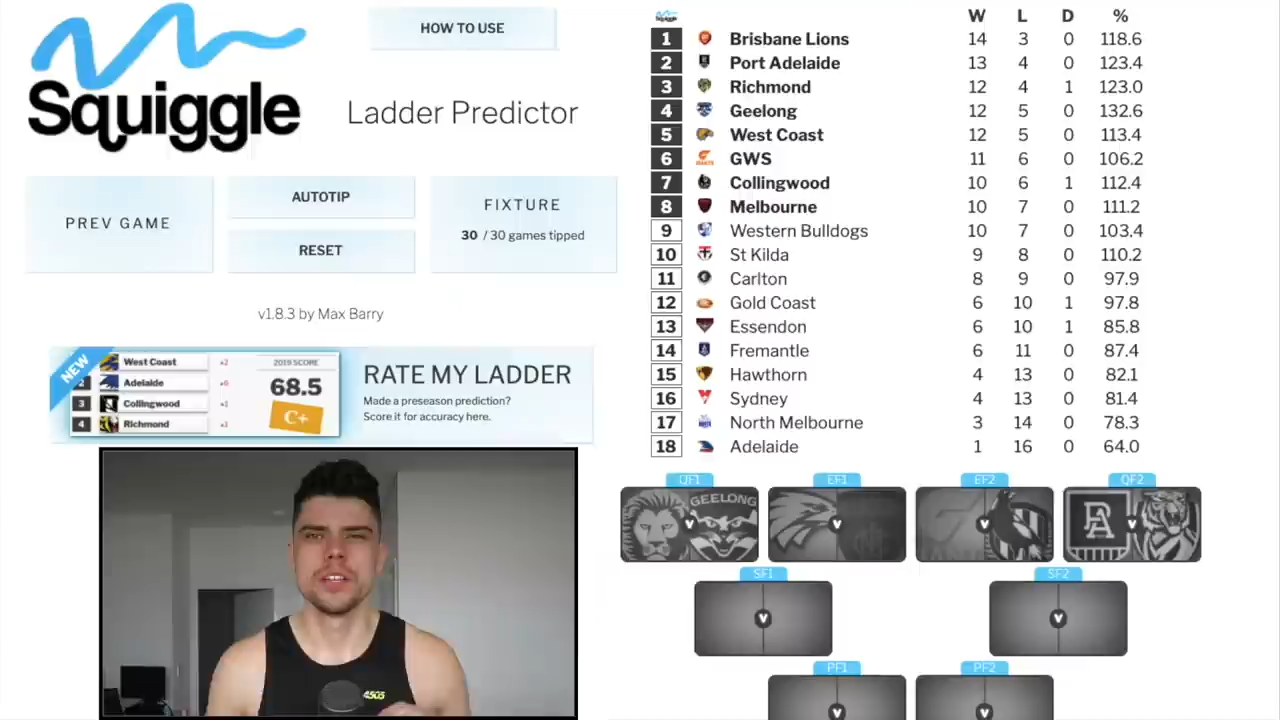 Squiggle
HOW TO USE
Ladder Predictor
PREV GAME
AUTOTIP
RESET
FIXTURE
30 / 30 games tipped
v1.8.3 by Max Barry
NEW
West Coast +2
Adelaide +6
3 Collingwood +1
4 Richmond +1
2019 SCORE
68.5
C+
RATE MY LADDER
Made a preseason prediction?
Score it for accuracy here.
4505
Squiggle W L D %
1 Brisbane Lions 14 3 0 118.6
2 Port Adelaide 13 4 0 123.4
3 Richmond 12 4 1 123.0
4 Geelong 12 5 0 132.6
5 West Coast 12 5 0 113.4
6 GWS 11 6 0 106.2
7 Collingwood 10 6 1 112.4
8 Melbourne 10 7 0 111.2
9 Western Bulldogs 10 7 0 103.4
10 St Kilda 9 8 0 110.2
11 Carlton 8 9 0 97.9
12 Gold Coast 6 10 1 97.8
13 Essendon 6 10 1 85.8
14 Fremantle 6 11 0 87.4
15 Hawthorn 4 13 0 82.1
16 Sydney 4 13 0 81.4
17 North Melbourne 3 14 0 78.3
18 Adelaide 1 16 0 64.0
QF1 EF1 EF2 QF2
GEELONG
V V V PA V
SF1 SF2
V V
PF1 PF2
V V